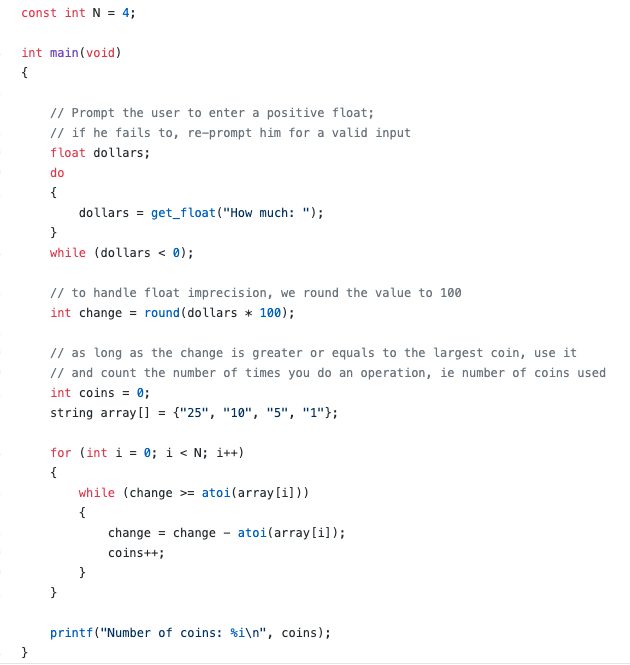 const int N = 4;
int main(void)
{
// Prompt the user to enter a positive float;
// if he fails to, re-prompt him for a valid input
float dollars;
do
{
dollars = get_float("How much: ");
}
while (dollars < 0);
// to handle float imprecision, we round the value to 100
int change = round(dollars * 100);
// as long as the change is greater or equals to the largest coin, use it
// and count the number of times you do an operation, ie number of coins used
int coins = 0;
string array[] = {"25", "10", "5", "1"};
for (int i = 0; i < N; i++)
{
while (change >= atoi(array[i]))
{
change = change - atoi(array[i]);
coins++;
}
}
printf("Number of coins: %i\n", coins);
}